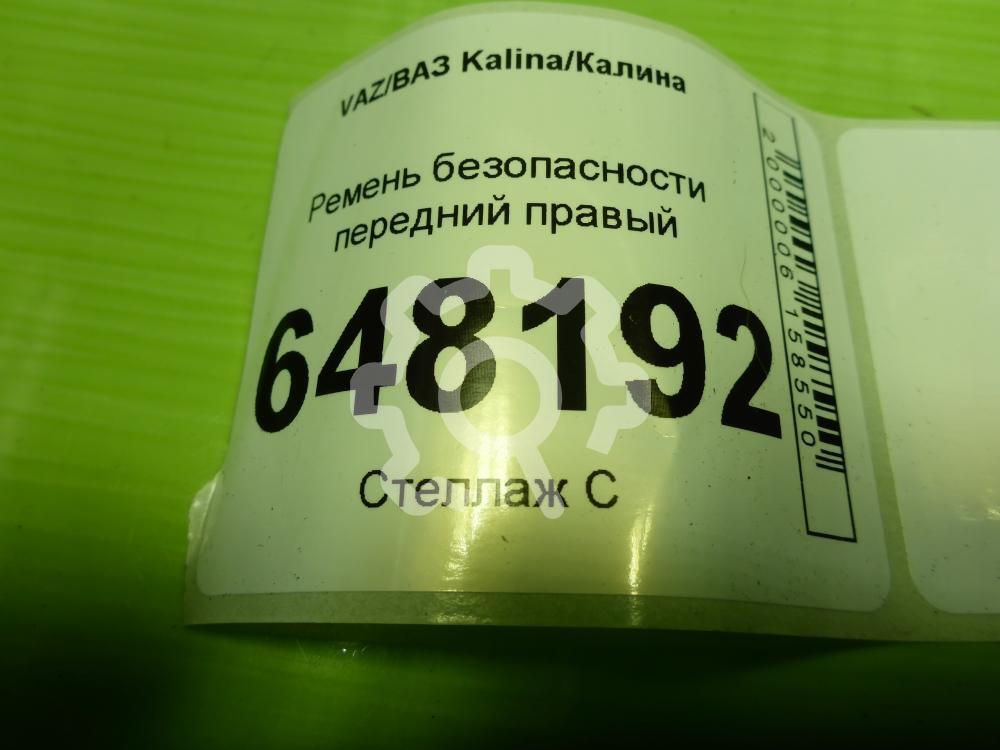 VAZ/ВАЗ Kalina/Калина
Ремень безопасности
передний правый
648192
Стеллаж С
2000006158550